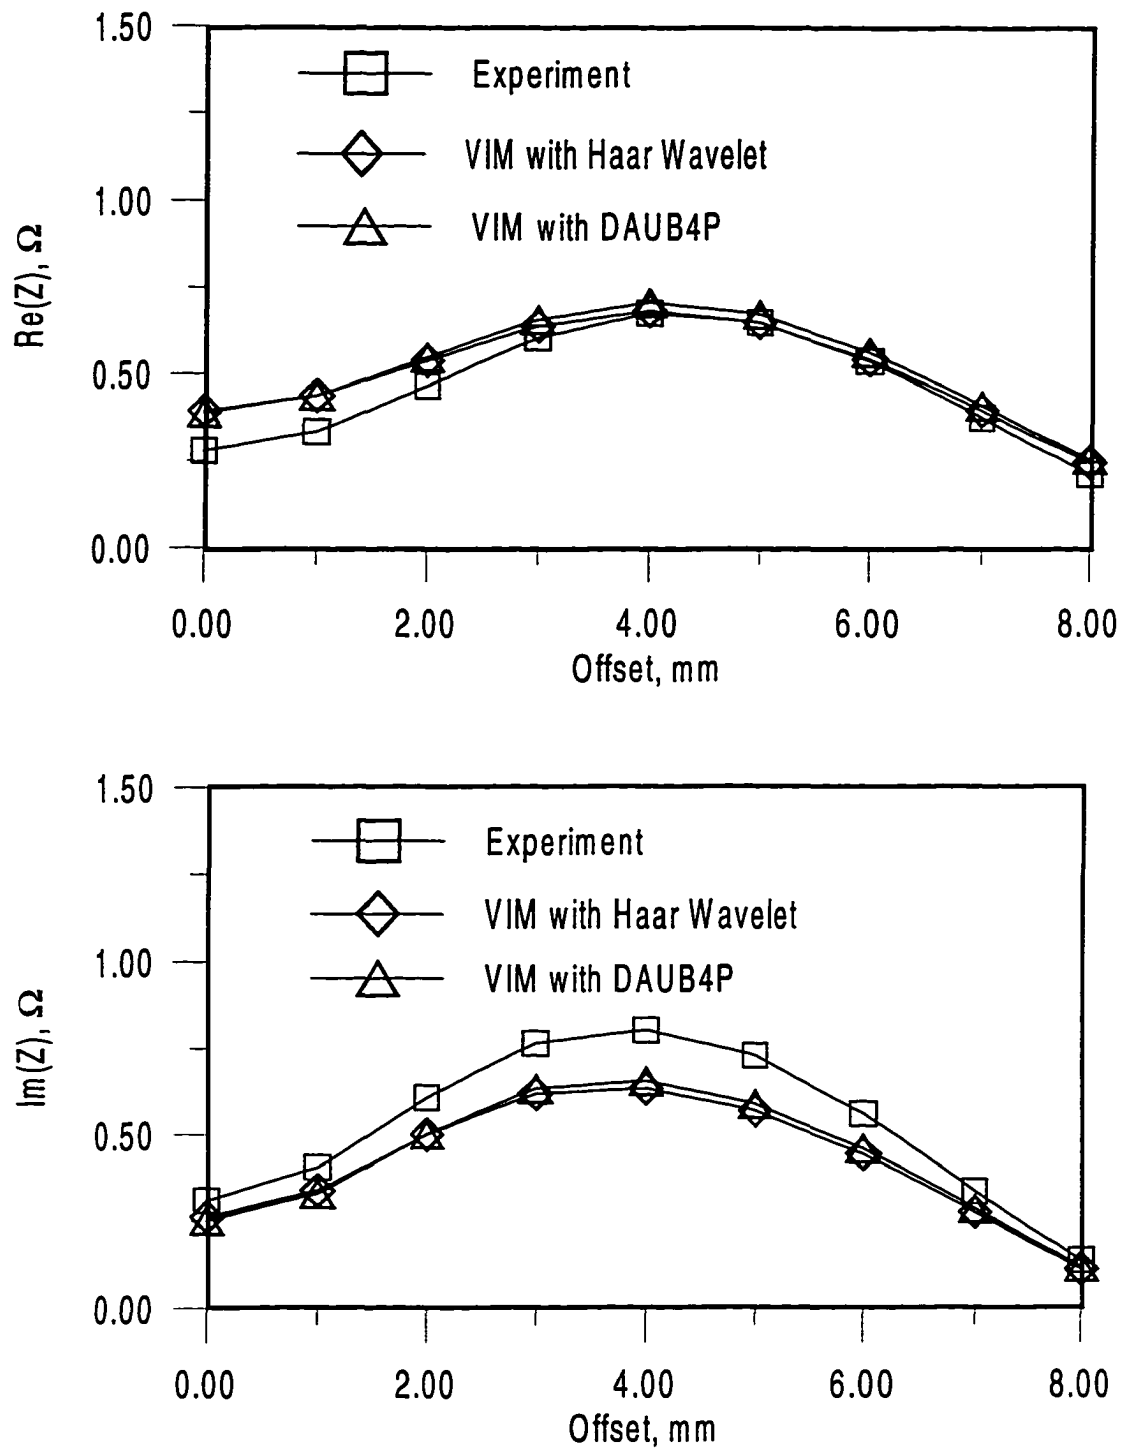 1.50
Experiment
VIM with Haar Wavelet
1.00
VIM with DAUB4P
Re(Z), Ω
0.50
0.00
0.00 2.00 4.00 6.00 8.00
Offset, mm
1.50
Experiment
VIM with Haar Wavelet
1.00
VIM with DAUB4P
Im(Z), Ω
0.50
0.00
0.00 2.00 4.00 6.00 8.00
Offset, mm